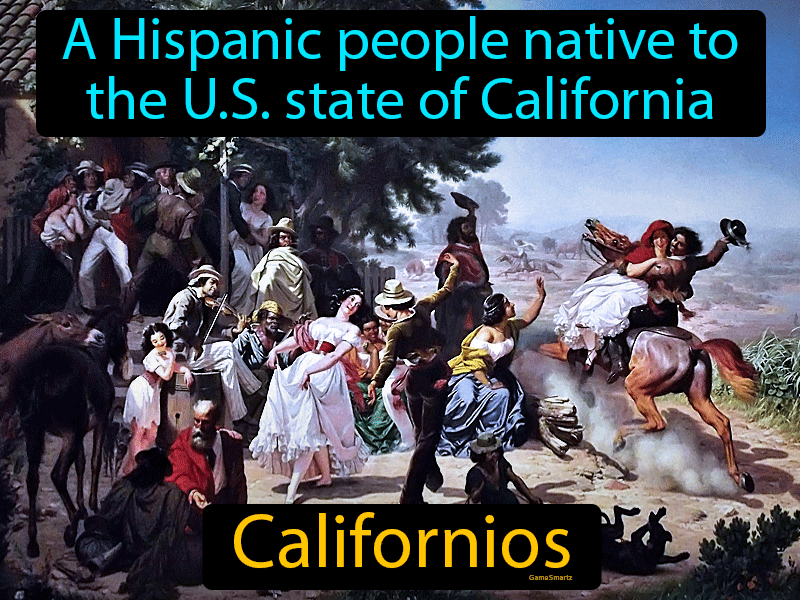 A Hispanic people native to
the U.S. state of California
Californios
GameSmartz